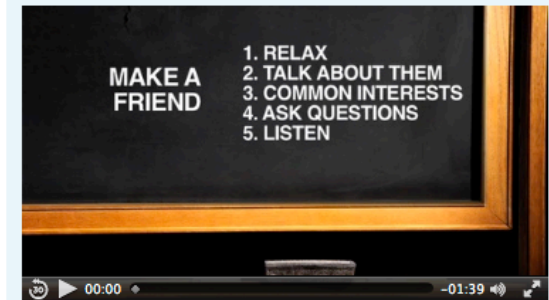 MAKE A
FRIEND
1. RELAX
2. TALK ABOUT THEM
3. COMMON INTERESTS
4. ASK QUESTIONS
5. LISTEN
30
00:00
-01:39